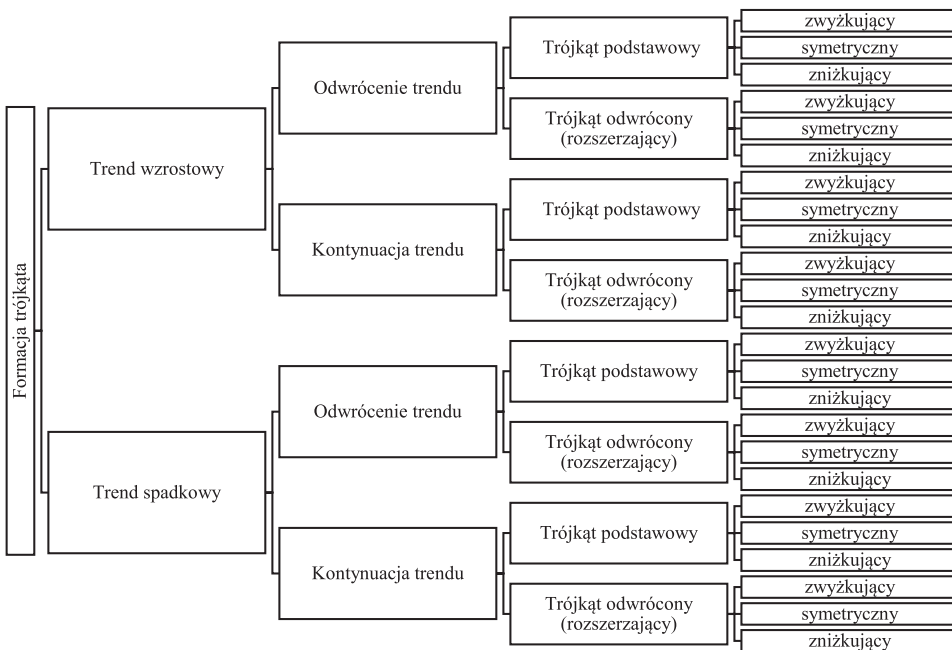 Formacja trójkąta
Trend wzrostowy
Odwrócenie trendu
Trójkąt podstawowy
zwyżkujący
symetryczny
zniżkujący
Trójkąt odwrócony
(rozszerzający)
zwyżkujący
symetryczny
zniżkujący
Kontynuacja trendu
Trójkąt podstawowy
zwyżkujący
symetryczny
zniżkujący
Trójkąt odwrócony
(rozszerzający)
zwyżkujący
symetryczny
zniżkujący
Trend spadkowy
Odwrócenie trendu
Trójkąt podstawowy
zwyżkujący
symetryczny
zniżkujący
Trójkąt odwrócony
(rozszerzający)
zwyżkujący
symetryczny
zniżkujący
Kontynuacja trendu
Trójkąt podstawowy
zwyżkujący
symetryczny
zniżkujący
Trójkąt odwrócony
(rozszerzający)
zwyżkujący
symetryczny
zniżkujący